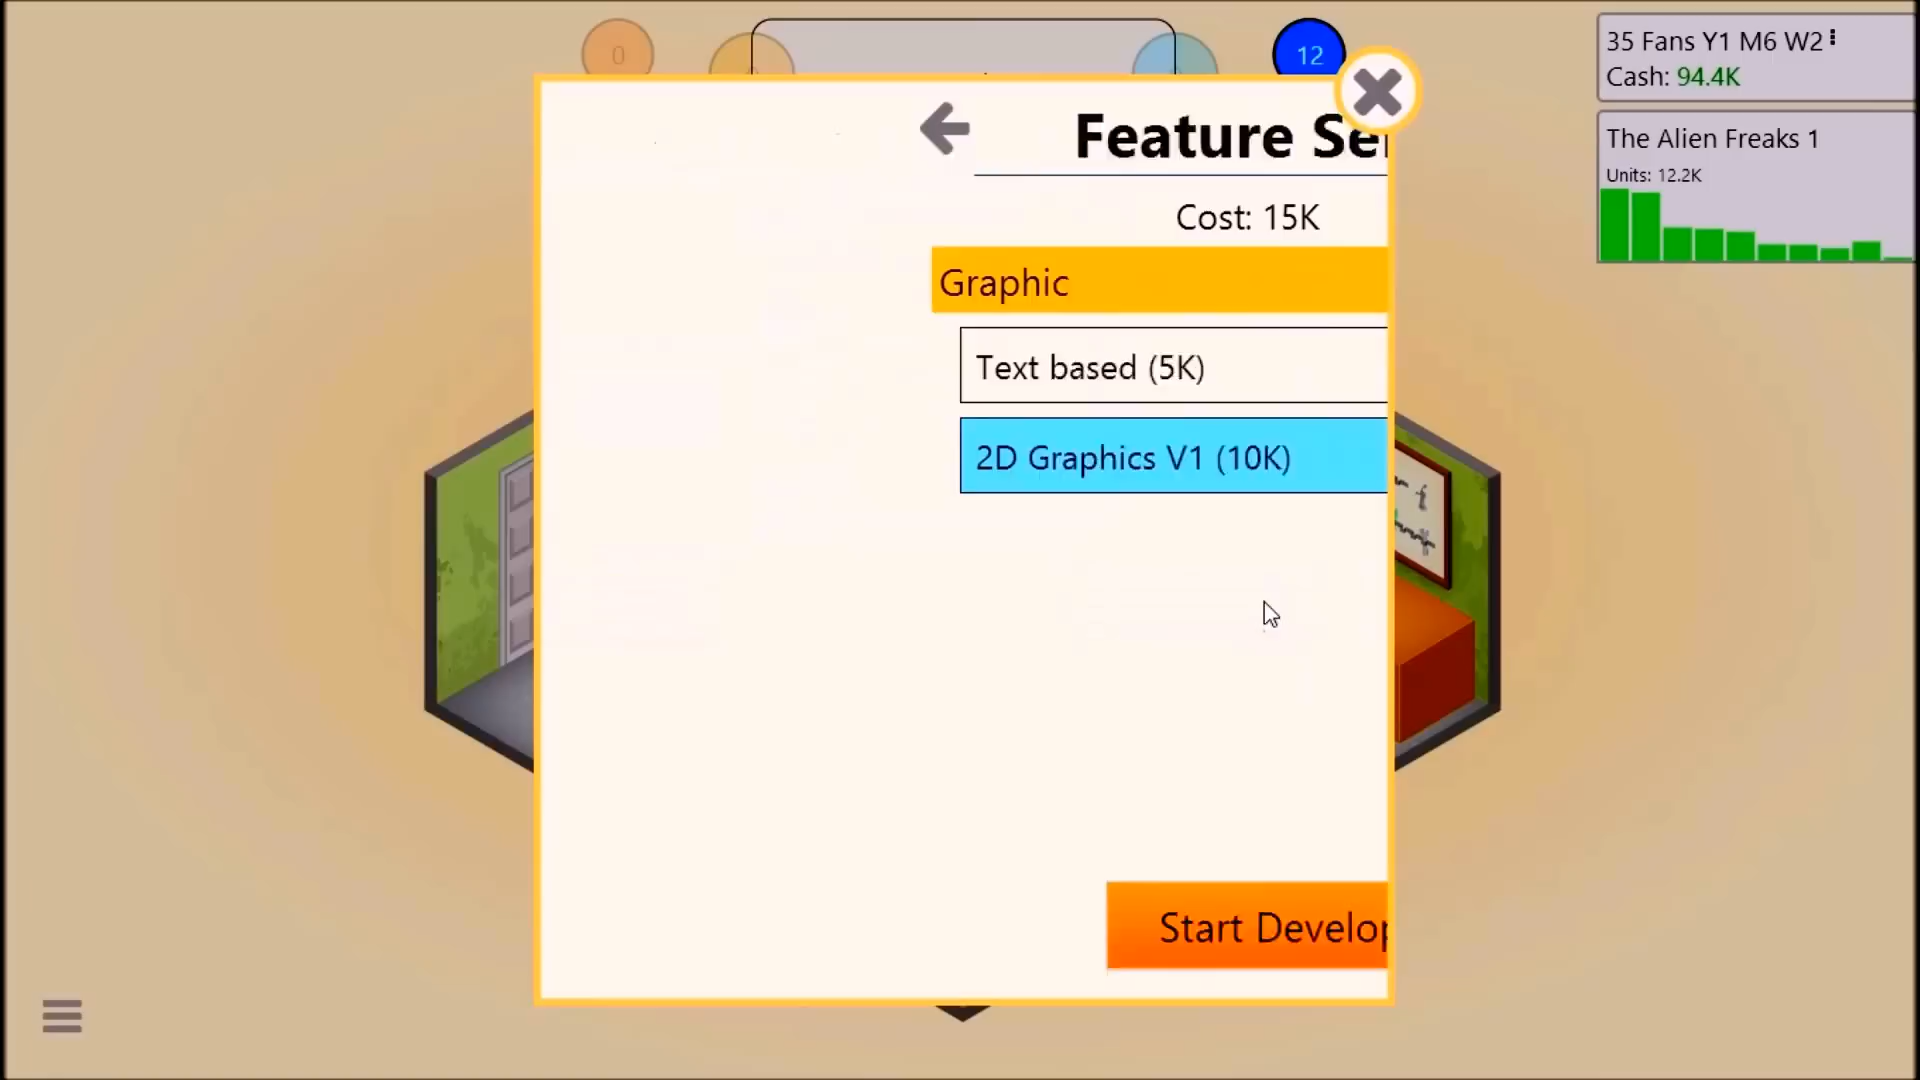 0
12
35 Fans Y1 M6 W2
Cash: 94.4K
The Alien Freaks 1
Units: 12.2K
Feature Se
Cost: 15K
Graphic
Text based (5K)
2D Graphics V1 (10K)
Start Develop